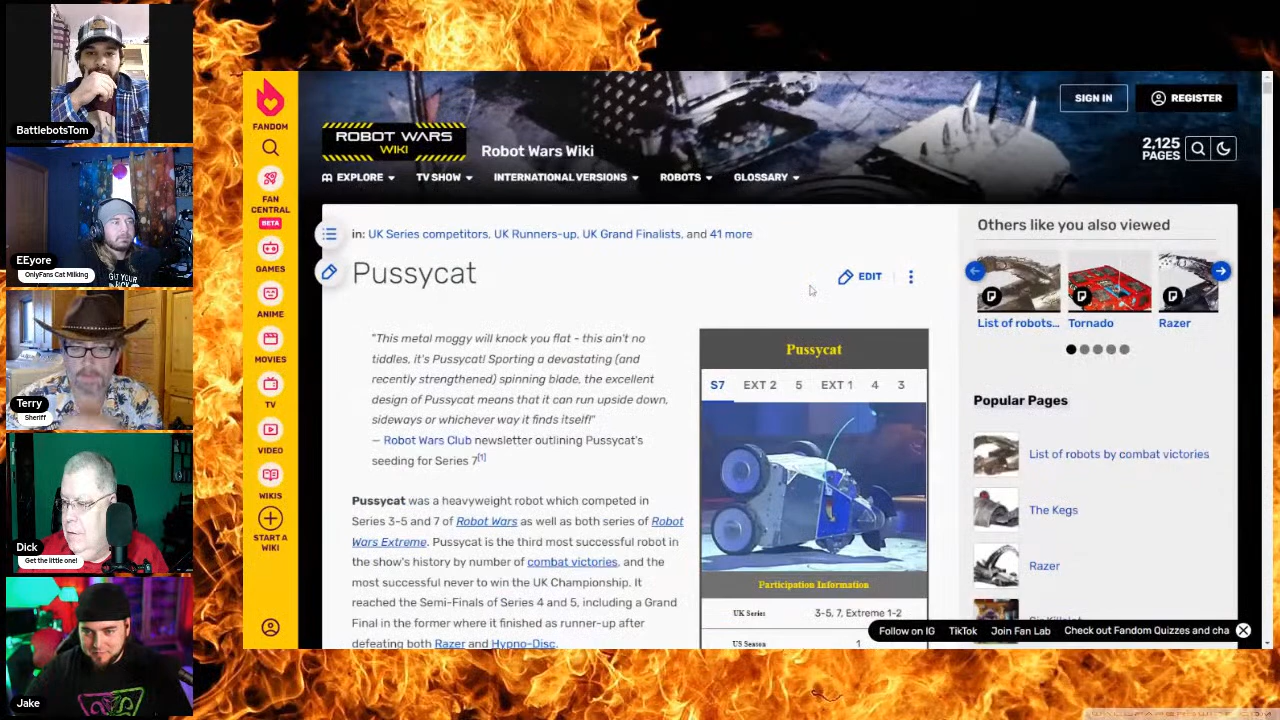 BattlebotsTom
EEyore
OnlyFans Cat Milking
GIT YOUR
Terry
Sheriff
Dick
Get the little one!
Jake
FANDOM
FAN
CENTRAL
BETA
GAMES
ANIME
MOVIES
TV
VIDEO
WIKIS
START A
WIKI
SIGN IN
REGISTER
ROBOT WARS
WIKI
Robot Wars Wiki
2,125
PAGES
EXPLORE
TV SHOW
INTERNATIONAL VERSIONS
ROBOTS
GLOSSARY
in: UK Series competitors, UK Runners-up, UK Grand Finalists, and 41 more
Pussycat
EDIT
"This metal moggy will knock you flat - this ain't no
tiddles, it's Pussycat! Sporting a devastating (and
recently strengthened) spinning blade, the excellent
design of Pussycat means that it can run upside down,
sideways or whichever way it finds itself!"
— Robot Wars Club newsletter outlining Pussycat's
seeding for Series 7[1]
Pussycat was a heavyweight robot which competed in
Series 3-5 and 7 of Robot Wars as well as both series of Robot
Wars Extreme. Pussycat is the third most successful robot in
the show's history by number of combat victories, and the
most successful never to win the UK Championship. It
reached the Semi-Finals of Series 4 and 5, including a Grand
Final in the former where it finished as runner-up after
defeating both Razer and Hypno-Disc.
Pussycat
S7 EXT 2 5 EXT 1 4 3
Participation Information
UK Series 3-5, 7, Extreme 1-2
US Season 1
Others like you also viewed
List of robots...
Tornado
Razer
Popular Pages
List of robots by combat victories
The Kegs
Razer
Follow on IG TikTok Join Fan Lab Check out Fandom Quizzes and cha